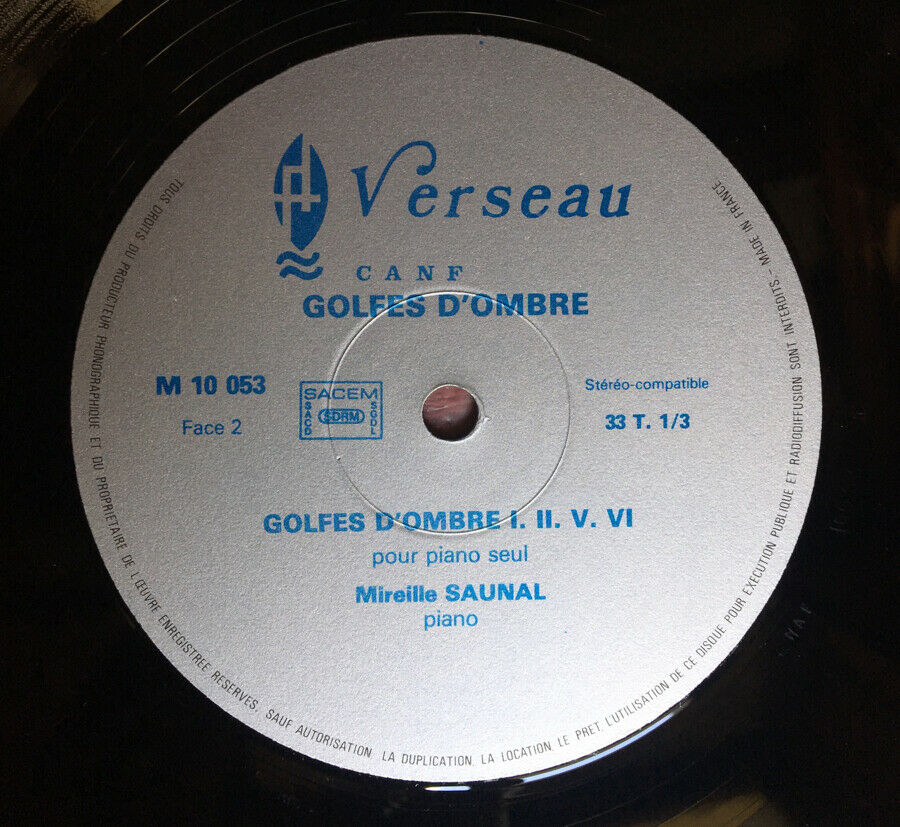 Verseau
CANF
GOLFES D'OMBRE
M 10 053
Face 2
SACEM
SACD
SDRM
SGDL
Stéréo-compatible
33 T. 1/3
GOLFES D'OMBRE I. II. V. VI
pour piano seul
Mireille SAUNAL
piano
TOUS DROITS DU PRODUCTEUR PHONOGRAPHIQUE ET DU PROPRIETAIRE DE L'ŒUVRE ENREGISTREE RESERVES, SAUF AUTORISATION, LA DUPLICATION, LA LOCATION, LE PRET, L'UTILISATION DE CE DISQUE POUR EXECUTION PUBLIQUE ET RADIODIFFUSION SONT INTERDITS.- MADE IN FRANCE